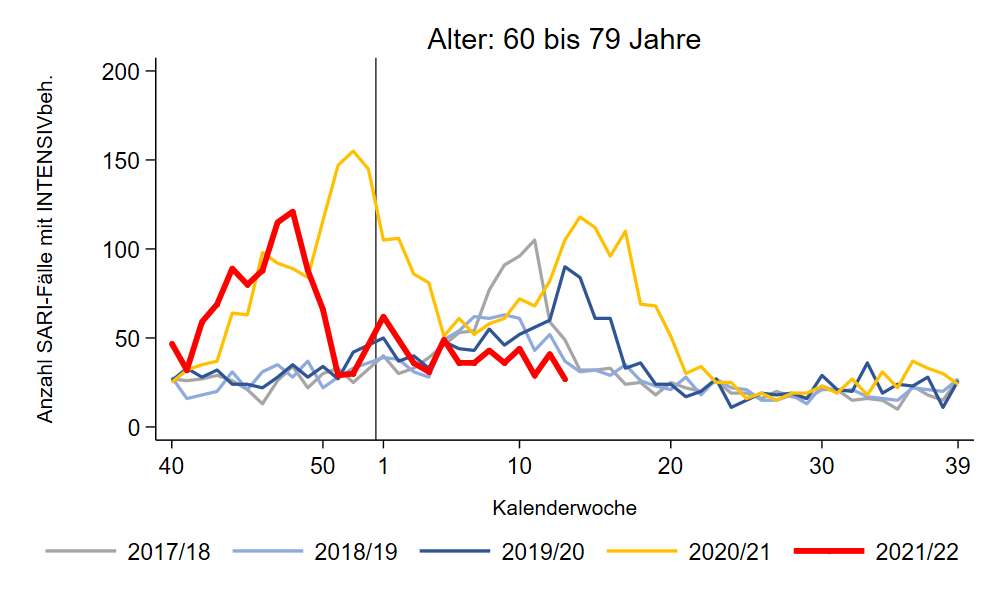 Alter: 60 bis 79 Jahre
Anzahl SARI-Fälle mit INTENSIVbeh.
200
150
100
50
0
40 50 1 10 20 30 39
Kalenderwoche
2017/18 2018/19 2019/20 2020/21 2021/22